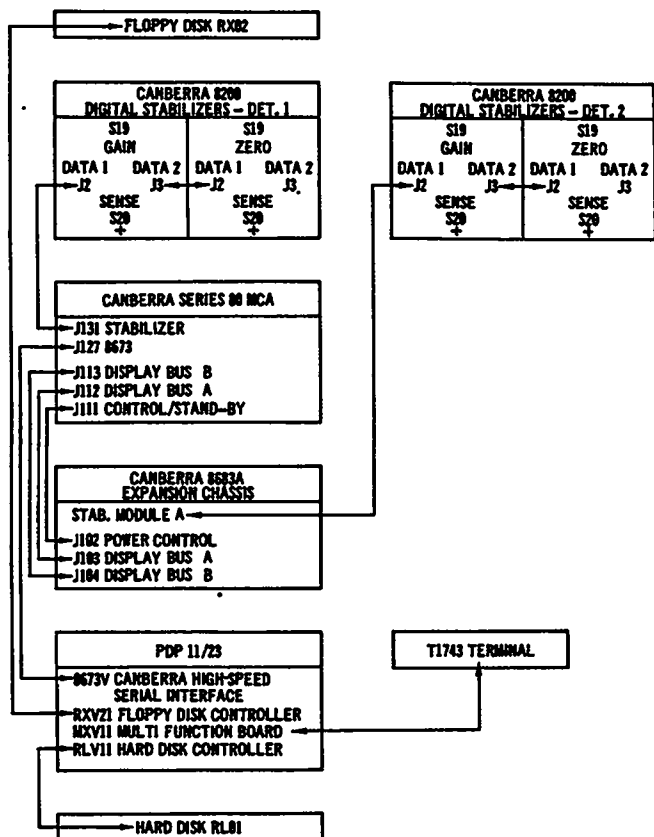 FLOPPY DISK RX02
CANBERRA 8200
DIGITAL STABILIZERS - DET. 1
S19 S19
GAIN ZERO
DATA 1 DATA 2 DATA 1 DATA 2
J2 J3 J2 J3
SENSE SENSE
S20 S20
+ +
CANBERRA 8200
DIGITAL STABILIZERS - DET. 2
S19 S19
GAIN ZERO
DATA 1 DATA 2 DATA 1 DATA 2
J2 J3 J2 J3
SENSE SENSE
S20 S20
+ +
CANBERRA SERIES 80 MCA
J131 STABILIZER
J127 8673
J113 DISPLAY BUS B
J112 DISPLAY BUS A
J111 CONTROL/STAND-BY
CANBERRA 8683A
EXPANSION CHASSIS
STAB. MODULE A
J102 POWER CONTROL
J103 DISPLAY BUS A
J104 DISPLAY BUS B
PDP 11/23
8673V CANBERRA HIGH-SPEED
SERIAL INTERFACE
RXV21 FLOPPY DISK CONTROLLER
MXV11 MULTI FUNCTION BOARD
RLV11 HARD DISK CONTROLLER
T1743 TERMINAL
HARD DISK RL01